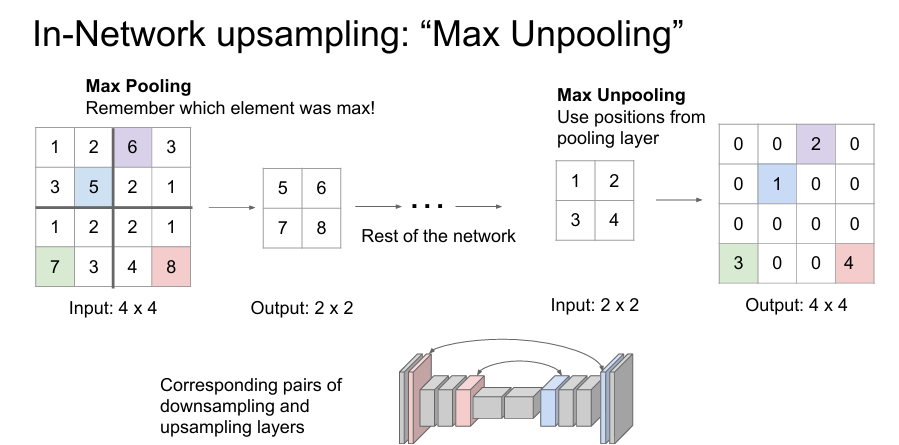 In-Network upsampling: “Max Unpooling”
Max Pooling
Remember which element was max!
1 2 6 3
3 5 2 1
1 2 2 1
7 3 4 8
Input: 4 x 4
5 6
7 8
Output: 2 x 2
...
Rest of the network
Max Unpooling
Use positions from
pooling layer
1 2
3 4
Input: 2 x 2
0 0 2 0
0 1 0 0
0 0 0 0
3 0 0 4
Output: 4 x 4
Corresponding pairs of
downsampling and
upsampling layers